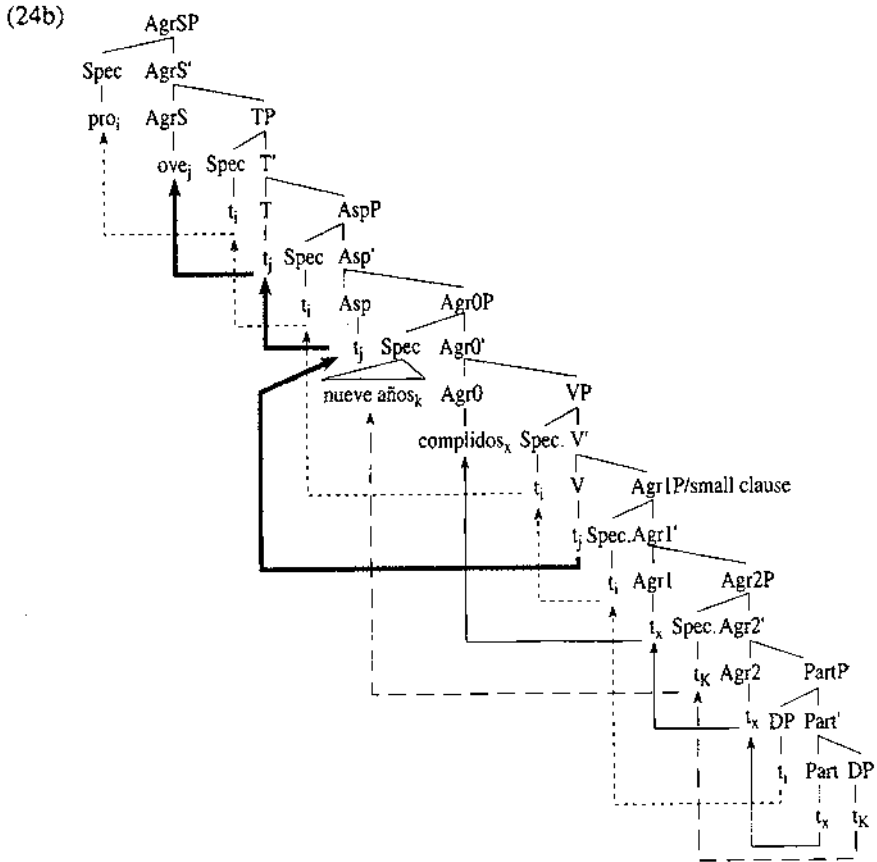 (24b)
AgrSP
Spec AgrS'
pro_i AgrS TP
ove_j Spec T'
t_i T AspP
t_j Spec Asp'
t_i Asp Agr0P
t_j Spec Agr0'
nueve años_k Agr0 VP
complidos_x Spec. V'
t_i V Agr1P/small clause
t_j Spec. Agr1'
t_i Agr1 Agr2P
t_x Spec. Agr2'
t_K Agr2 PartP
t_x DP Part'
t_i Part DP
t_x t_K